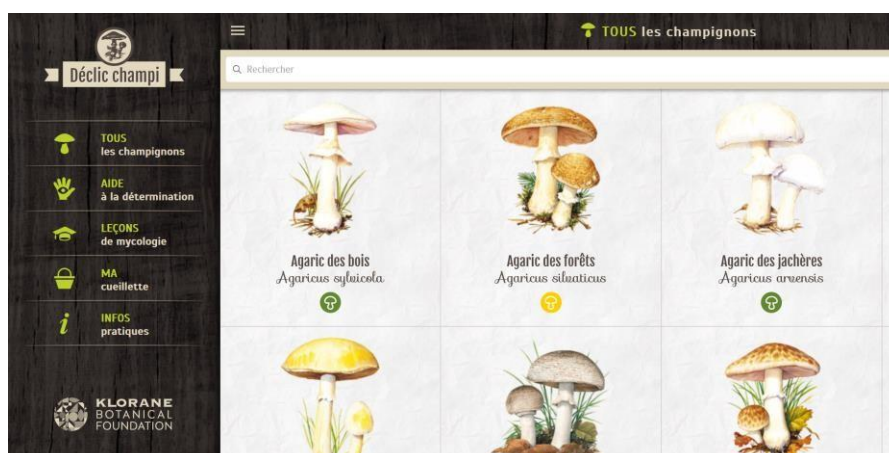 Déclic champi
TOUS
les champignons
AIDE
à la détermination
LEÇONS
de mycologie
MA
cueillette
INFOS
pratiques
KLORANE
BOTANICAL
FOUNDATION
TOUS les champignons
Rechercher
Agaric des bois
Agaricus sylvicola
Agaric des forêts
Agaricus silvaticus
Agaric des jachères
Agaricus arvensis